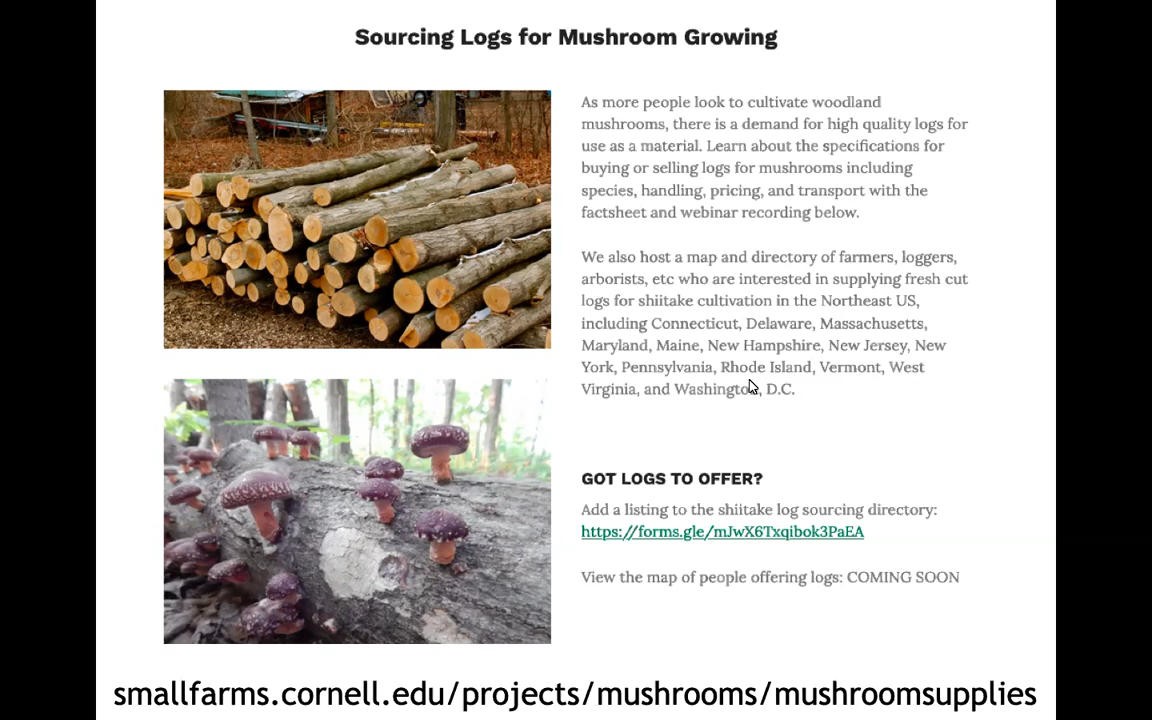 Sourcing Logs for Mushroom Growing
As more people look to cultivate woodland
mushrooms, there is a demand for high quality logs for
use as a material. Learn about the specifications for
buying or selling logs for mushrooms including
species, handling, pricing, and transport with the
factsheet and webinar recording below.
We also host a map and directory of farmers, loggers,
arborists, etc who are interested in supplying fresh cut
logs for shiitake cultivation in the Northeast US,
including Connecticut, Delaware, Massachusetts,
Maryland, Maine, New Hampshire, New Jersey, New
York, Pennsylvania, Rhode Island, Vermont, West
Virginia, and Washington, D.C.
GOT LOGS TO OFFER?
Add a listing to the shiitake log sourcing directory:
https://forms.gle/mJwX6Txqibok3PaEA
View the map of people offering logs: COMING SOON
smallfarms.cornell.edu/projects/mushrooms/mushroomsupplies